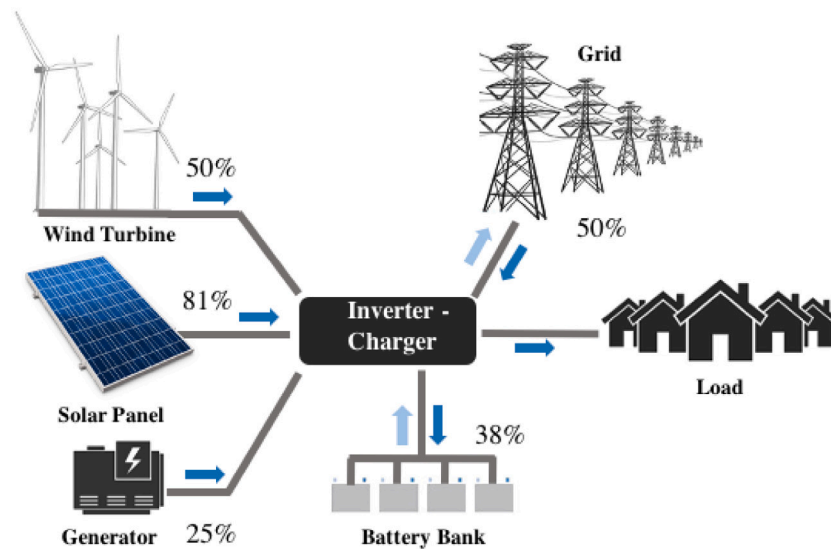 Grid
50%
Wind Turbine
50%
81%
Inverter -
Charger
Load
Solar Panel
38%
Generator
25%
Battery Bank